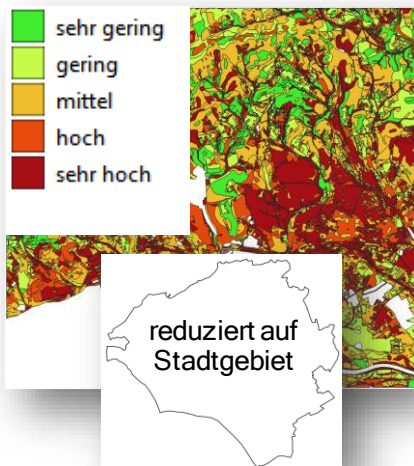 sehr gering
gering
mittel
hoch
sehr hoch
reduziert auf
Stadtgebiet